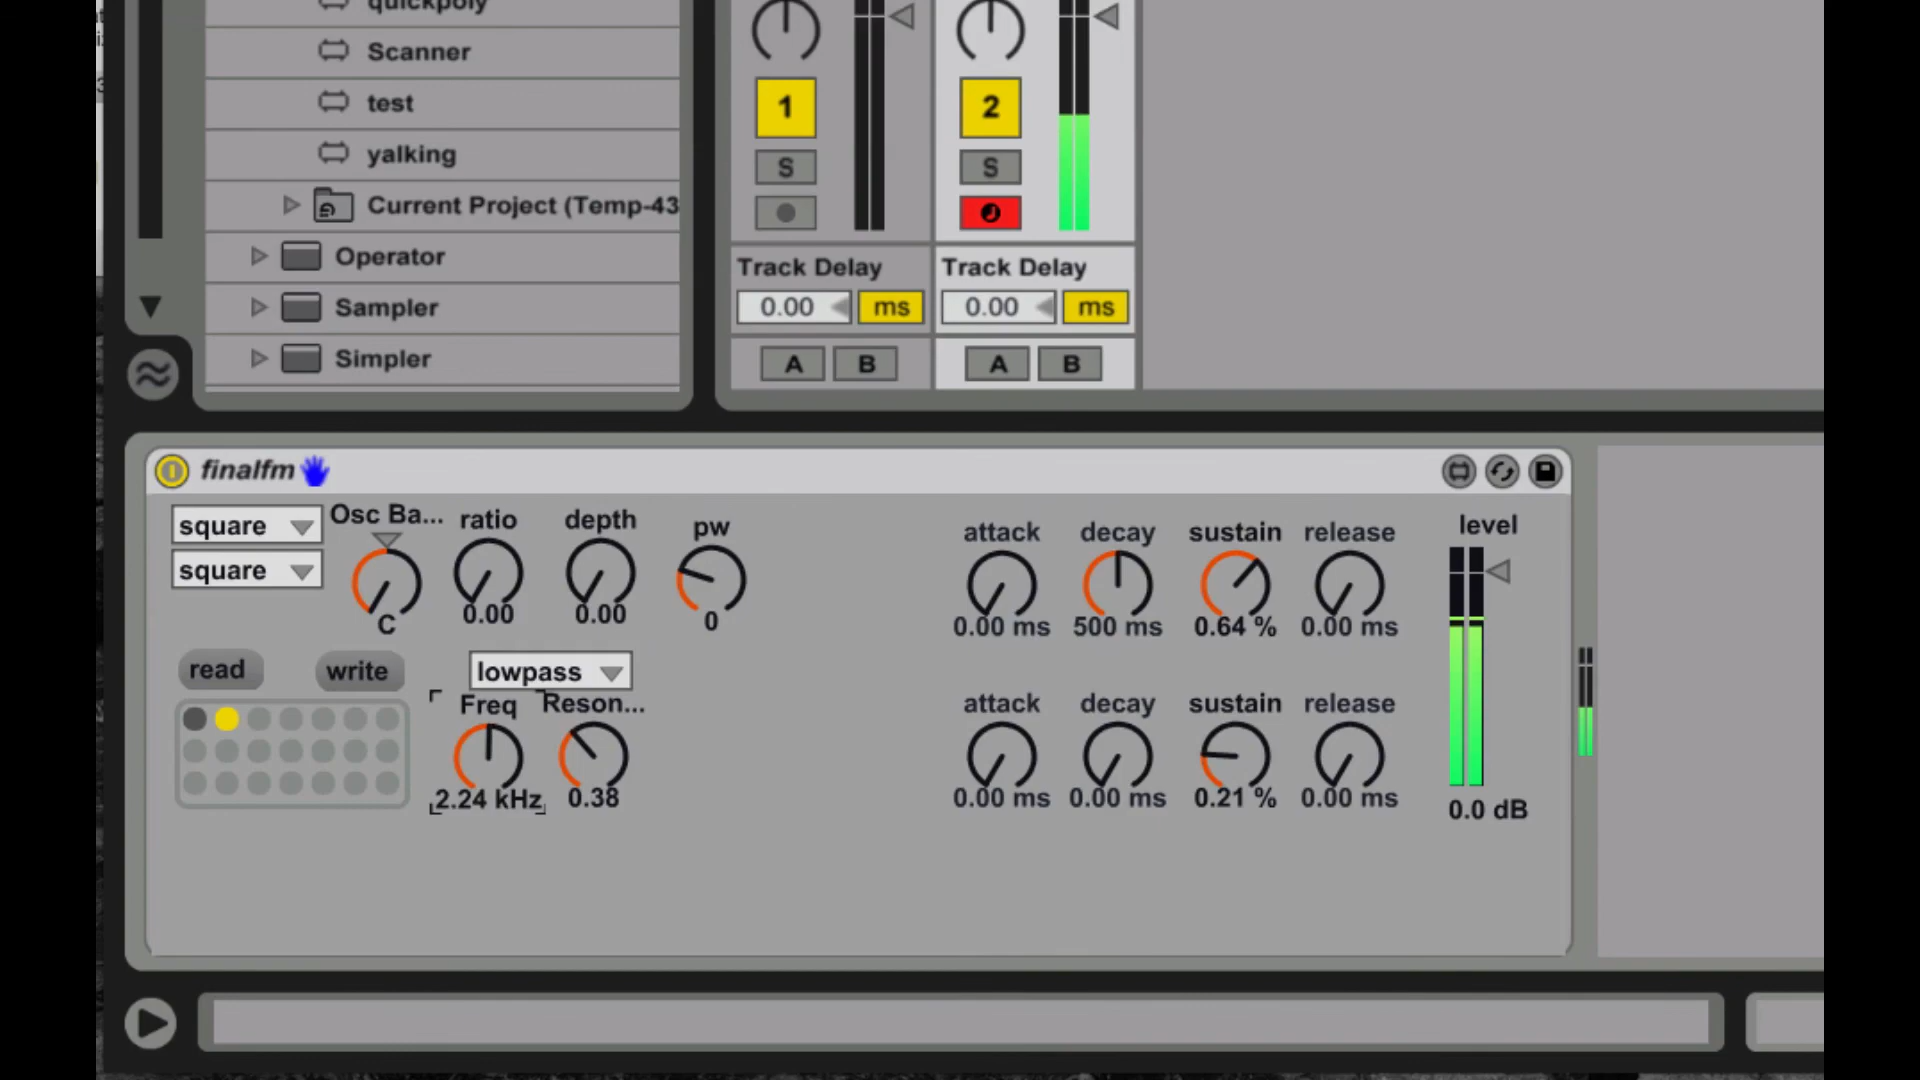 quickpoly
Scanner
test
yalking
Current Project (Temp-43
Operator
Sampler
Simpler
1
2
S
S
Track Delay
Track Delay
0.00
ms
0.00
ms
A
B
A
B
finalfm
square
square
Osc Ba...
C
ratio
0.00
depth
0.00
pw
0
attack
0.00 ms
decay
500 ms
sustain
0.64 %
release
0.00 ms
level
read
write
lowpass
Freq
2.24 kHz
Reson...
0.38
attack
0.00 ms
decay
0.00 ms
sustain
0.21 %
release
0.00 ms
0.0 dB